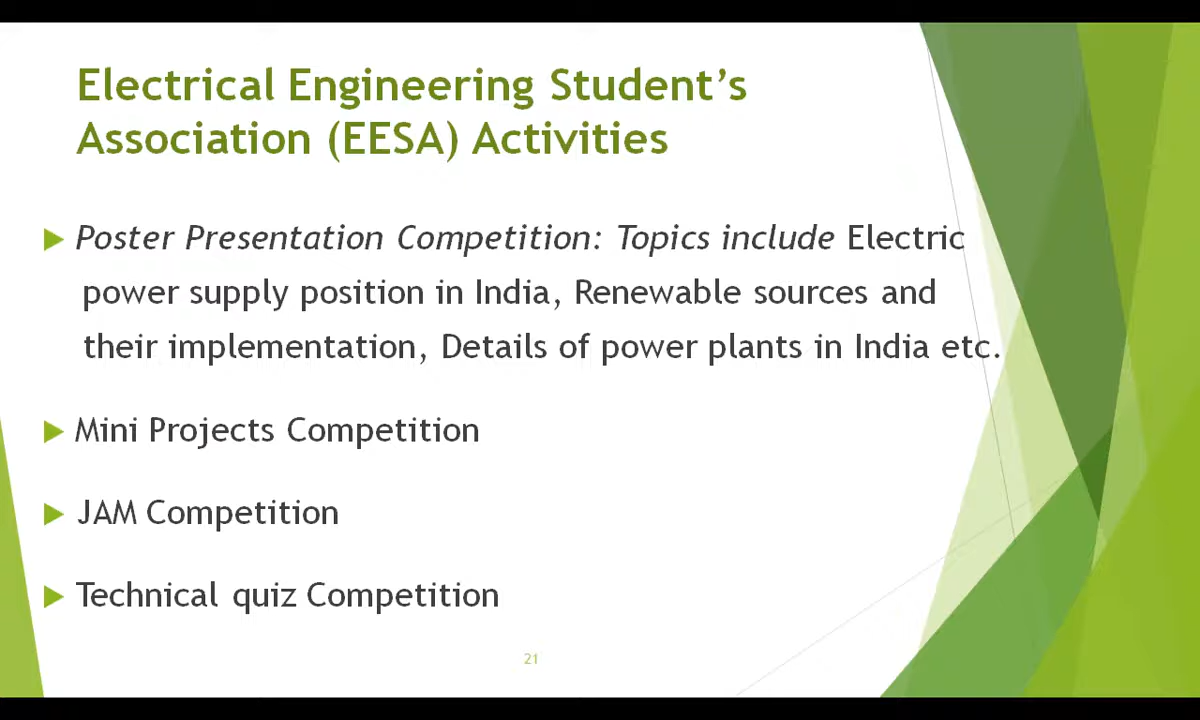 Electrical Engineering Student’s
Association (EESA) Activities
Poster Presentation Competition: Topics include Electric
power supply position in India, Renewable sources and
their implementation, Details of power plants in India etc.
Mini Projects Competition
JAM Competition
Technical quiz Competition
21